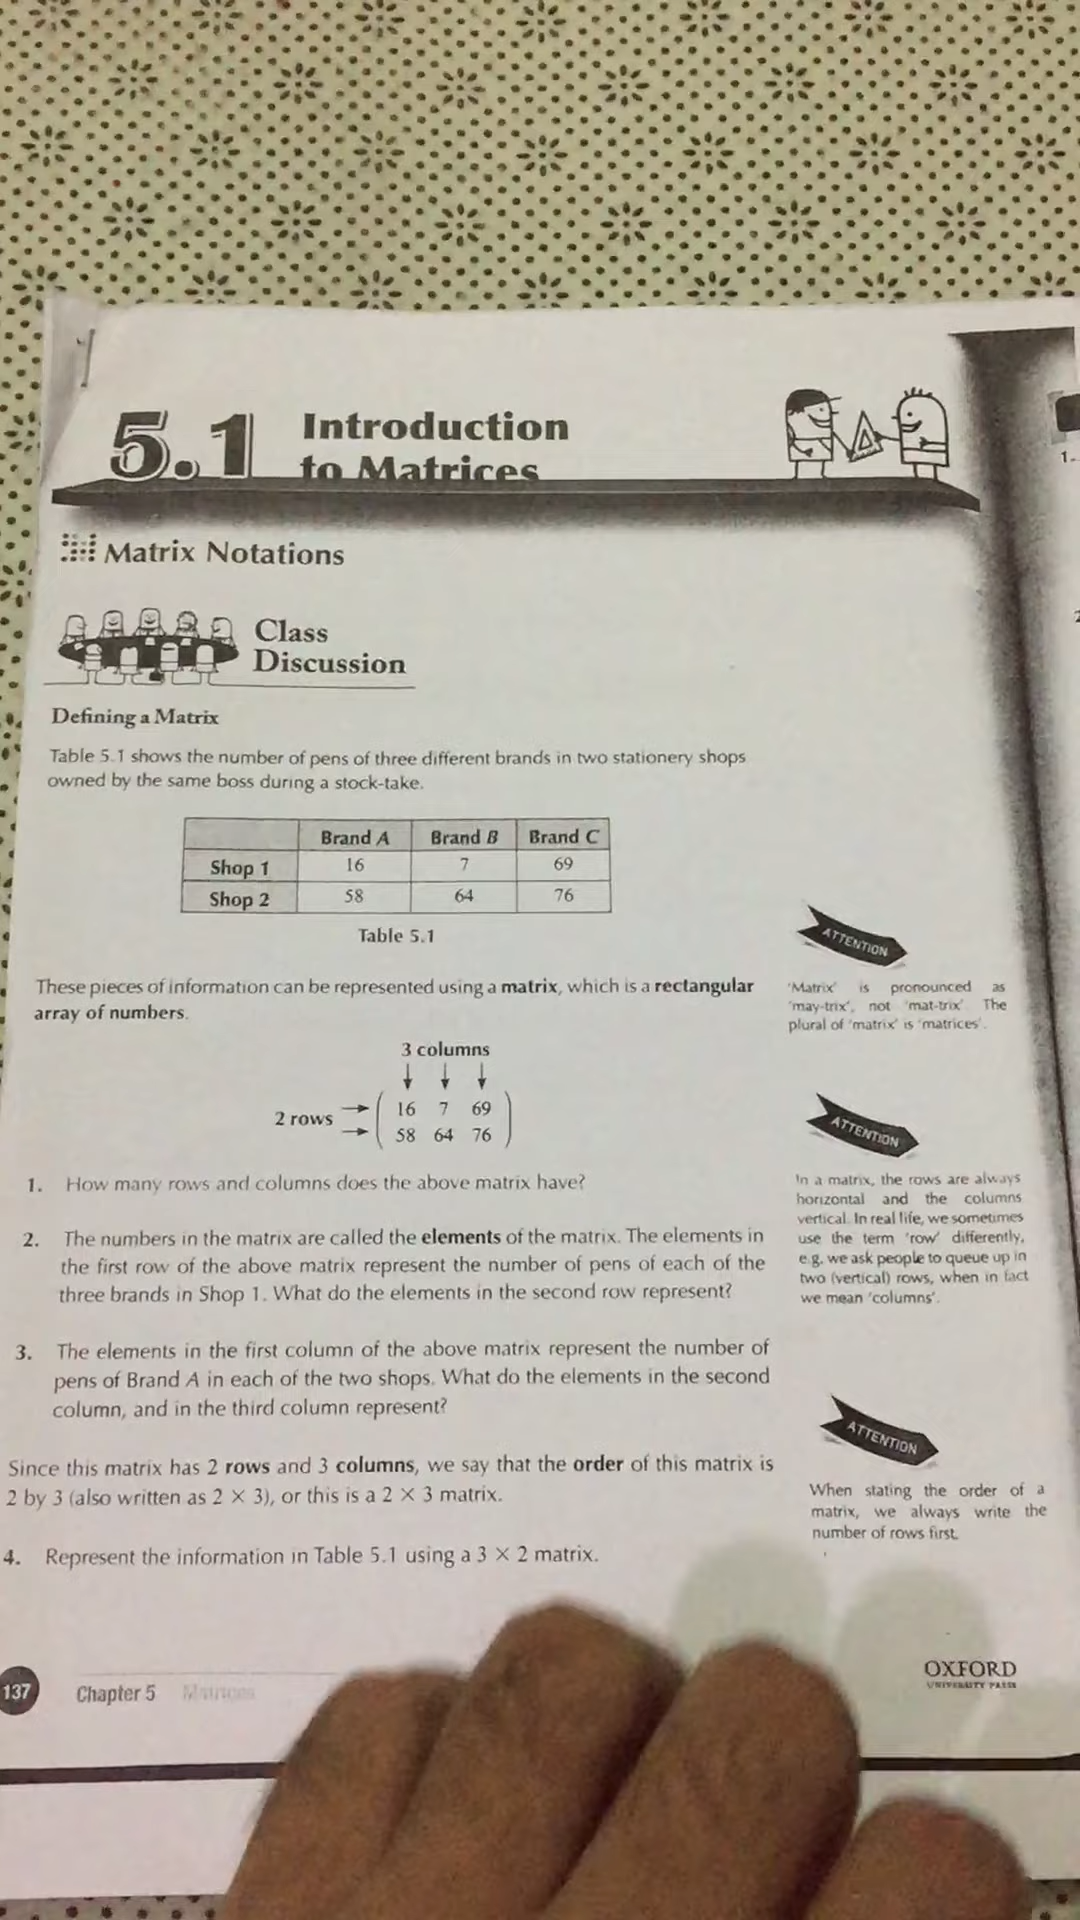 5.1 Introduction
to Matrices
Matrix Notations
Class
Discussion
Defining a Matrix
Table 5.1 shows the number of pens of three different brands in two stationery shops
owned by the same boss during a stock-take.
Brand A Brand B Brand C
Shop 1 16 7 69
Shop 2 58 64 76
Table 5.1
These pieces of information can be represented using a matrix, which is a rectangular
array of numbers.
3 columns
2 rows
16 7 69
58 64 76
1. How many rows and columns does the above matrix have?
2. The numbers in the matrix are called the elements of the matrix. The elements in
the first row of the above matrix represent the number of pens of each of the
three brands in Shop 1. What do the elements in the second row represent?
3. The elements in the first column of the above matrix represent the number of
pens of Brand A in each of the two shops. What do the elements in the second
column, and in the third column represent?
Since this matrix has 2 rows and 3 columns, we say that the order of this matrix is
2 by 3 (also written as 2 × 3), or this is a 2 × 3 matrix.
4. Represent the information in Table 5.1 using a 3 × 2 matrix.
ATTENTION
'Matrix' is pronounced as
'may-trix', not 'mat-trix'. The
plural of 'matrix' is 'matrices'.
ATTENTION
In a matrix, the rows are always
horizontal and the columns
vertical. In real life, we sometimes
use the term 'row' differently,
e.g. we ask people to queue up in
two (vertical) rows, when in fact
we mean 'columns'.
ATTENTION
When stating the order of a
matrix, we always write the
number of rows first.
137 Chapter 5 Matrices
OXFORD
UNIVERSITY PRESS
1.